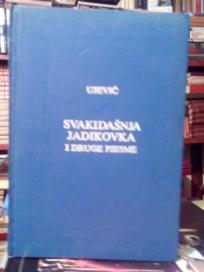 UJEVIĆ
SVAKIDAŠNJA
JADIKOVKA
I DRUGE PJESME